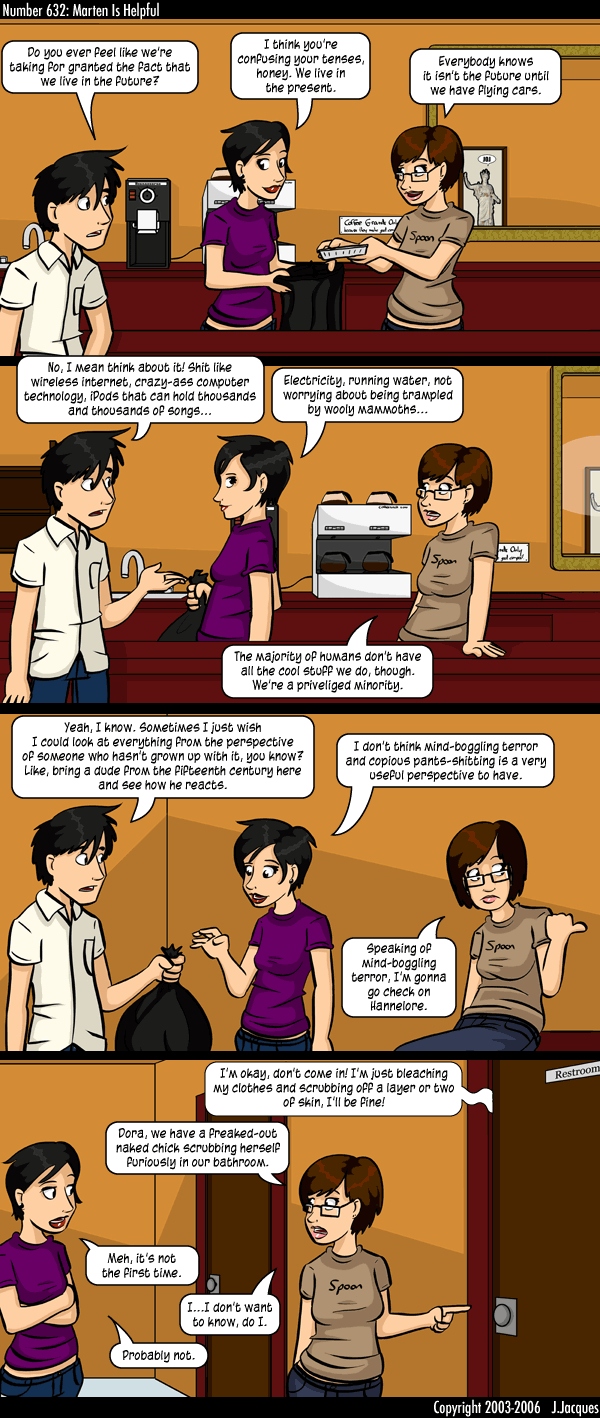 Number 632: Marten Is Helpful
Do you ever feel like we're
taking for granted the fact that
we live in the future?
I think you're
confusing your tenses,
honey. We live in
the present.
Everybody knows
it isn't the future until
we have flying cars.
Coffee Grounds Only
Spoon
No, I mean think about it! Shit like
wireless internet, crazy-ass computer
technology, iPods that can hold thousands
and thousands of songs...
Electricity, running water, not
worrying about being trampled
by wooly mammoths...
Spoon
Only
The majority of humans don't have
all the cool stuff we do, though.
We're a priveliged minority.
Yeah, I know. Sometimes I just wish
I could look at everything from the perspective
of someone who hasn't grown up with it, you know?
Like, bring a dude from the fifteenth century here
and see how he reacts.
I don't think mind-boggling terror
and copious pants-shitting is a very
useful perspective to have.
Spoon
Speaking of
mind-boggling
terror, I'm gonna
go check on
Hannelore.
I'm okay, don't come in! I'm just bleaching
my clothes and scrubbing off a layer or two
of skin, I'll be fine!
Restroom
Dora, we have a freaked-out
naked chick scrubbing herself
furiously in our bathroom.
Meh, it's not
the first time.
I...I don't want
to know, do I.
Spoon
Probably not.
Copyright 2003-2006 J.Jacques